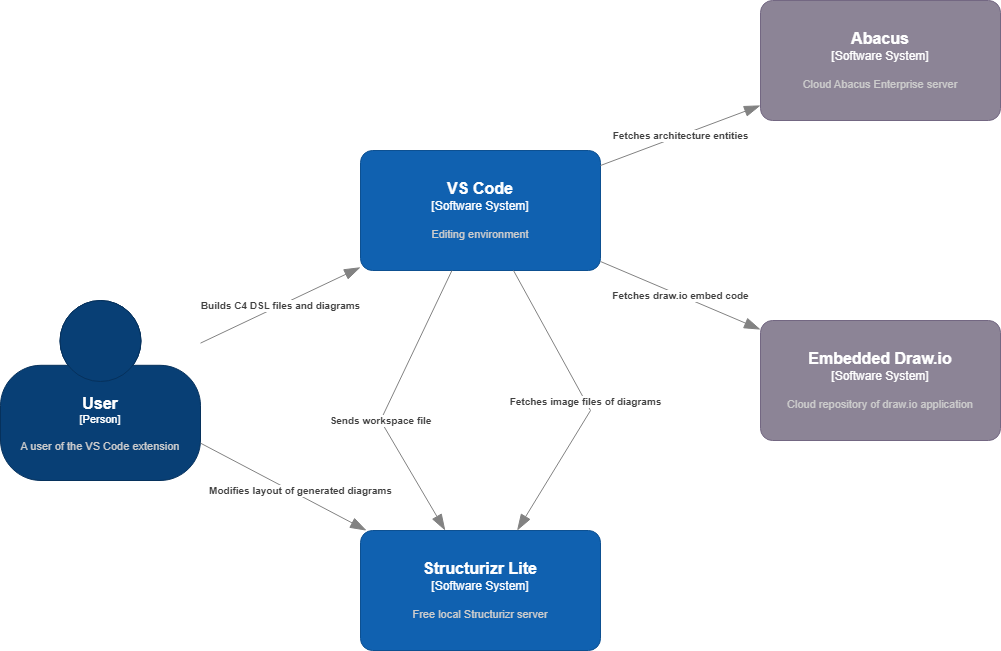 Abacus
[Software System]
Cloud Abacus Enterprise server
Fetches architecture entities
VS Code
[Software System]
Editing environment
Fetches draw.io embed code
Builds C4 DSL files and diagrams
Embedded Draw.io
[Software System]
Cloud repository of draw.io application
User
[Person]
A user of the VS Code extension
Fetches image files of diagrams
Sends workspace file
Modifies layout of generated diagrams
Structurizr Lite
[Software System]
Free local Structurizr server